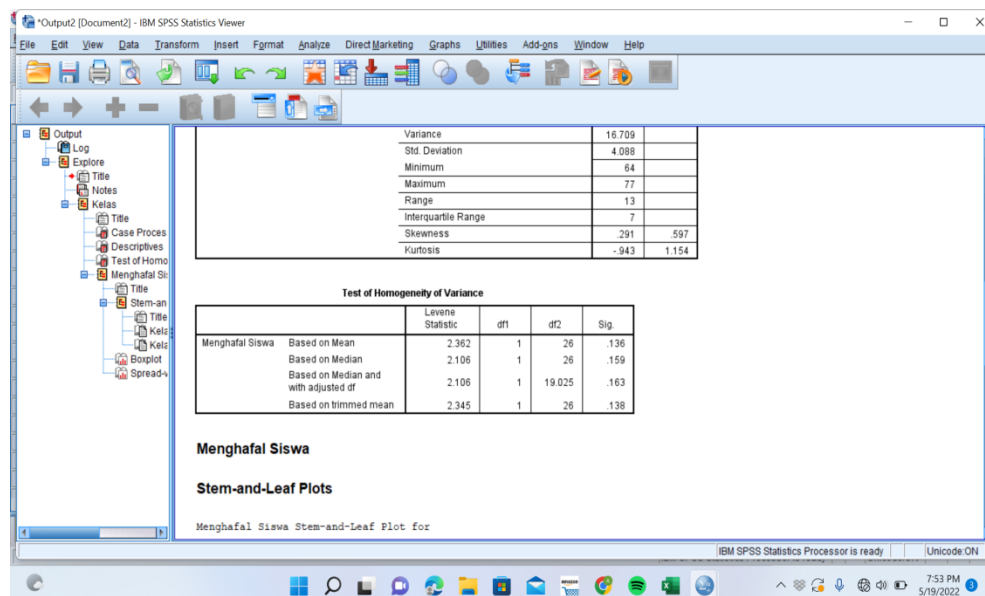 *Output2 [Document2] - IBM SPSS Statistics Viewer
File Edit View Data Transform Insert Format Analyze Direct Marketing Graphs Utilities Add-ons Window Help
Output
Log
Explore
Title
Notes
Kelas
Title
Case Proces
Descriptives
Test of Homo
Menghafal Si
Title
Stem-an
Title
Kela
Kela
Boxplot
Spread-v
Variance 16.709
Std. Deviation 4.088
Minimum 64
Maximum 77
Range 13
Interquartile Range 7
Skewness .291 .597
Kurtosis -.943 1.154
Test of Homogeneity of Variance
Levene
Statistic df1 df2 Sig.
Menghafal Siswa Based on Mean 2.362 1 26 .136
Based on Median 2.106 1 26 .159
Based on Median and
with adjusted df 2.106 1 19.025 .163
Based on trimmed mean 2.345 1 26 .138
Menghafal Siswa
Stem-and-Leaf Plots
Menghafal Siswa Stem-and-Leaf Plot for
IBM SPSS Statistics Processor is ready Unicode:ON
7:53 PM
5/19/2022 3